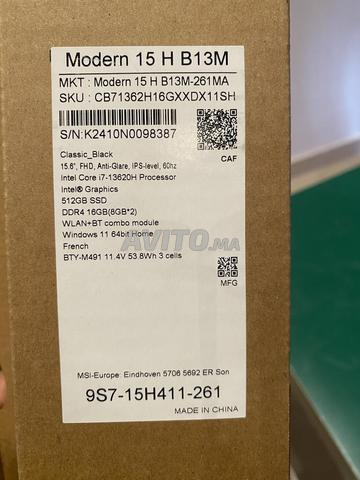 Modern 15 H B13M
MKT : Modern 15 H B13M-261MA
SKU : CB71362H16GXXDX11SH
S/N:K2410N0098387
CAF
Classic_Black
15.6", FHD, Anti-Glare, IPS-level, 60hz
Intel Core i7-13620H Processor
Intel® Graphics
512GB SSD
DDR4 16GB(8GB*2)
WLAN+BT combo module
Windows 11 64bit Home
French
BTY-M491 11.4V 53.8Wh 3 cells
AVITO.ma
MFG
MSI-Europe: Eindhoven 5706 5692 ER Son
9S7-15H411-261
MADE IN CHINA